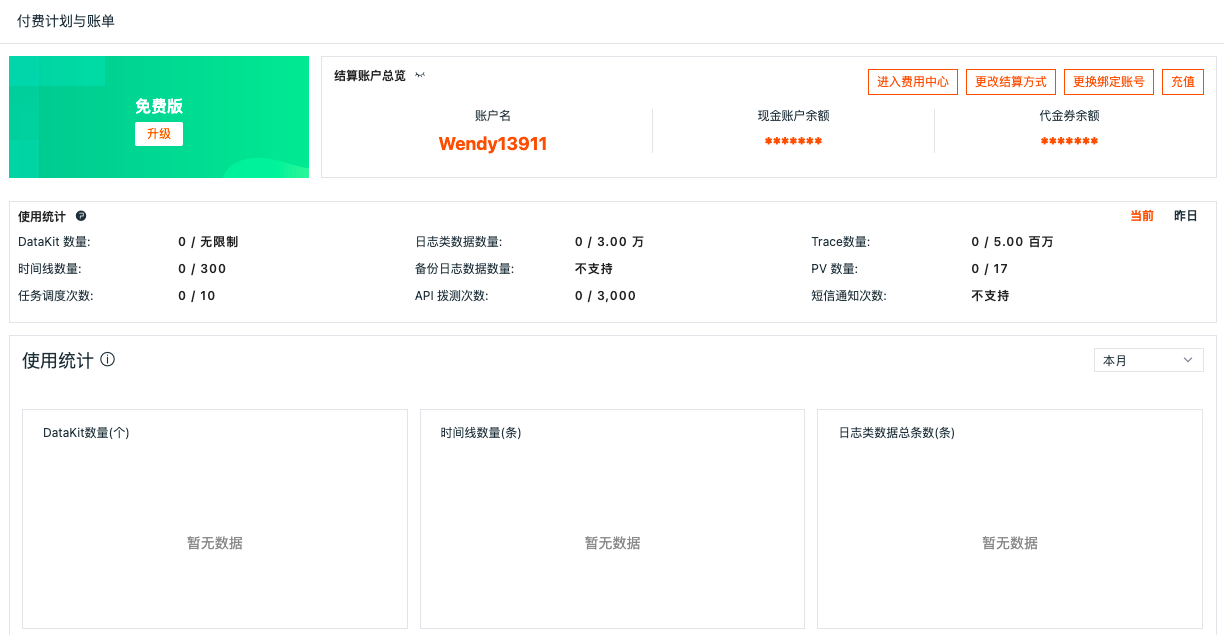 付费计划与账单
免费版
升级
结算账户总览
进入费用中心 更改结算方式 更换绑定账号 充值
账户名 现金账户余额 代金券余额
Wendy13911 ******* *******
使用统计 当前 昨日
DataKit 数量: 0 / 无限制 日志类数据数量: 0 / 3.00 万 Trace数量: 0 / 5.00 百万
时间线数量: 0 / 300 备份日志数据数量: 不支持 PV 数量: 0 / 17
任务调度次数: 0 / 10 API 拨测次数: 0 / 3,000 短信通知次数: 不支持
使用统计 本月
DataKit数量(个) 时间线数量(条) 日志类数据总条数(条)
暂无数据 暂无数据 暂无数据